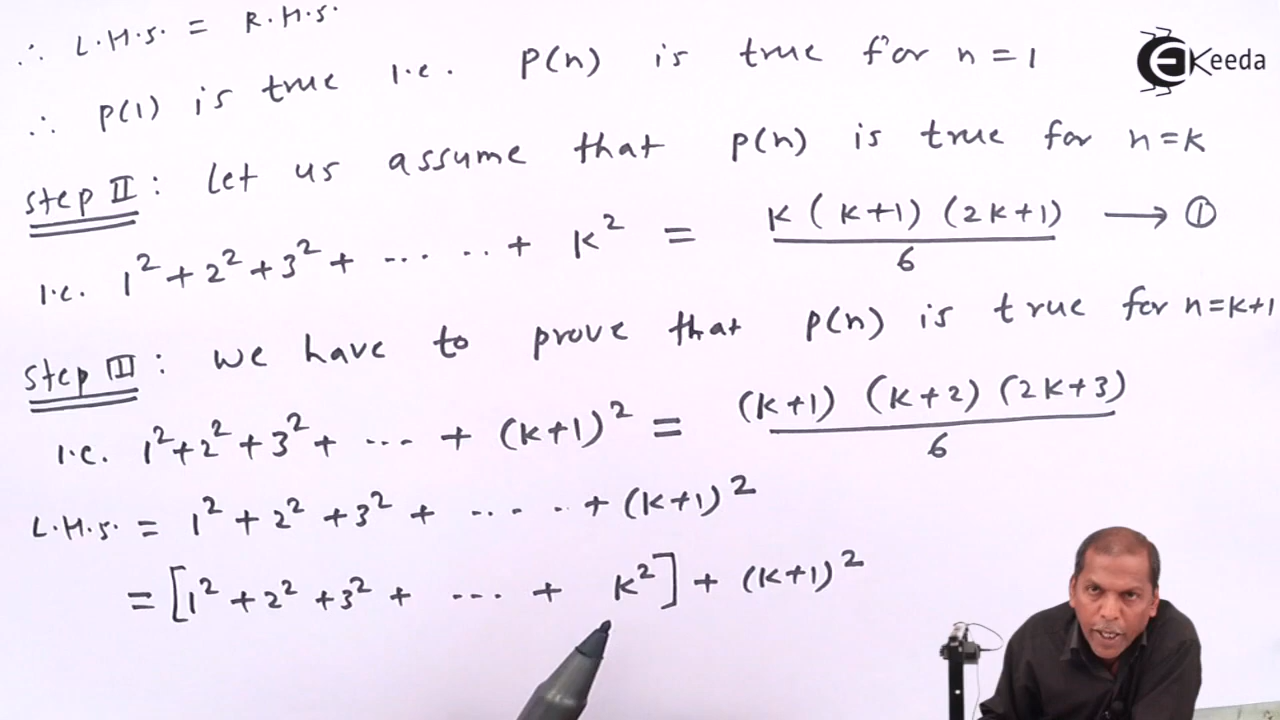 ∴ L.H.S. = R.H.S.
∴ P(1) is true i.e. P(n) is true for n = 1
EKeeda
Step II : Let us assume that P(n) is true for n=k
i.e. 1² + 2² + 3² + ... .. + k² = k(k+1)(2k+1)/6 → ①
Step III : we have to prove that P(n) is true for n=k+1
i.e. 1² + 2² + 3² + ... + (k+1)² = (k+1)(k+2)(2k+3)/6
L.H.S. = 1² + 2² + 3² + .... + (k+1)²
= [1² + 2² + 3² + .... + k²] + (k+1)²